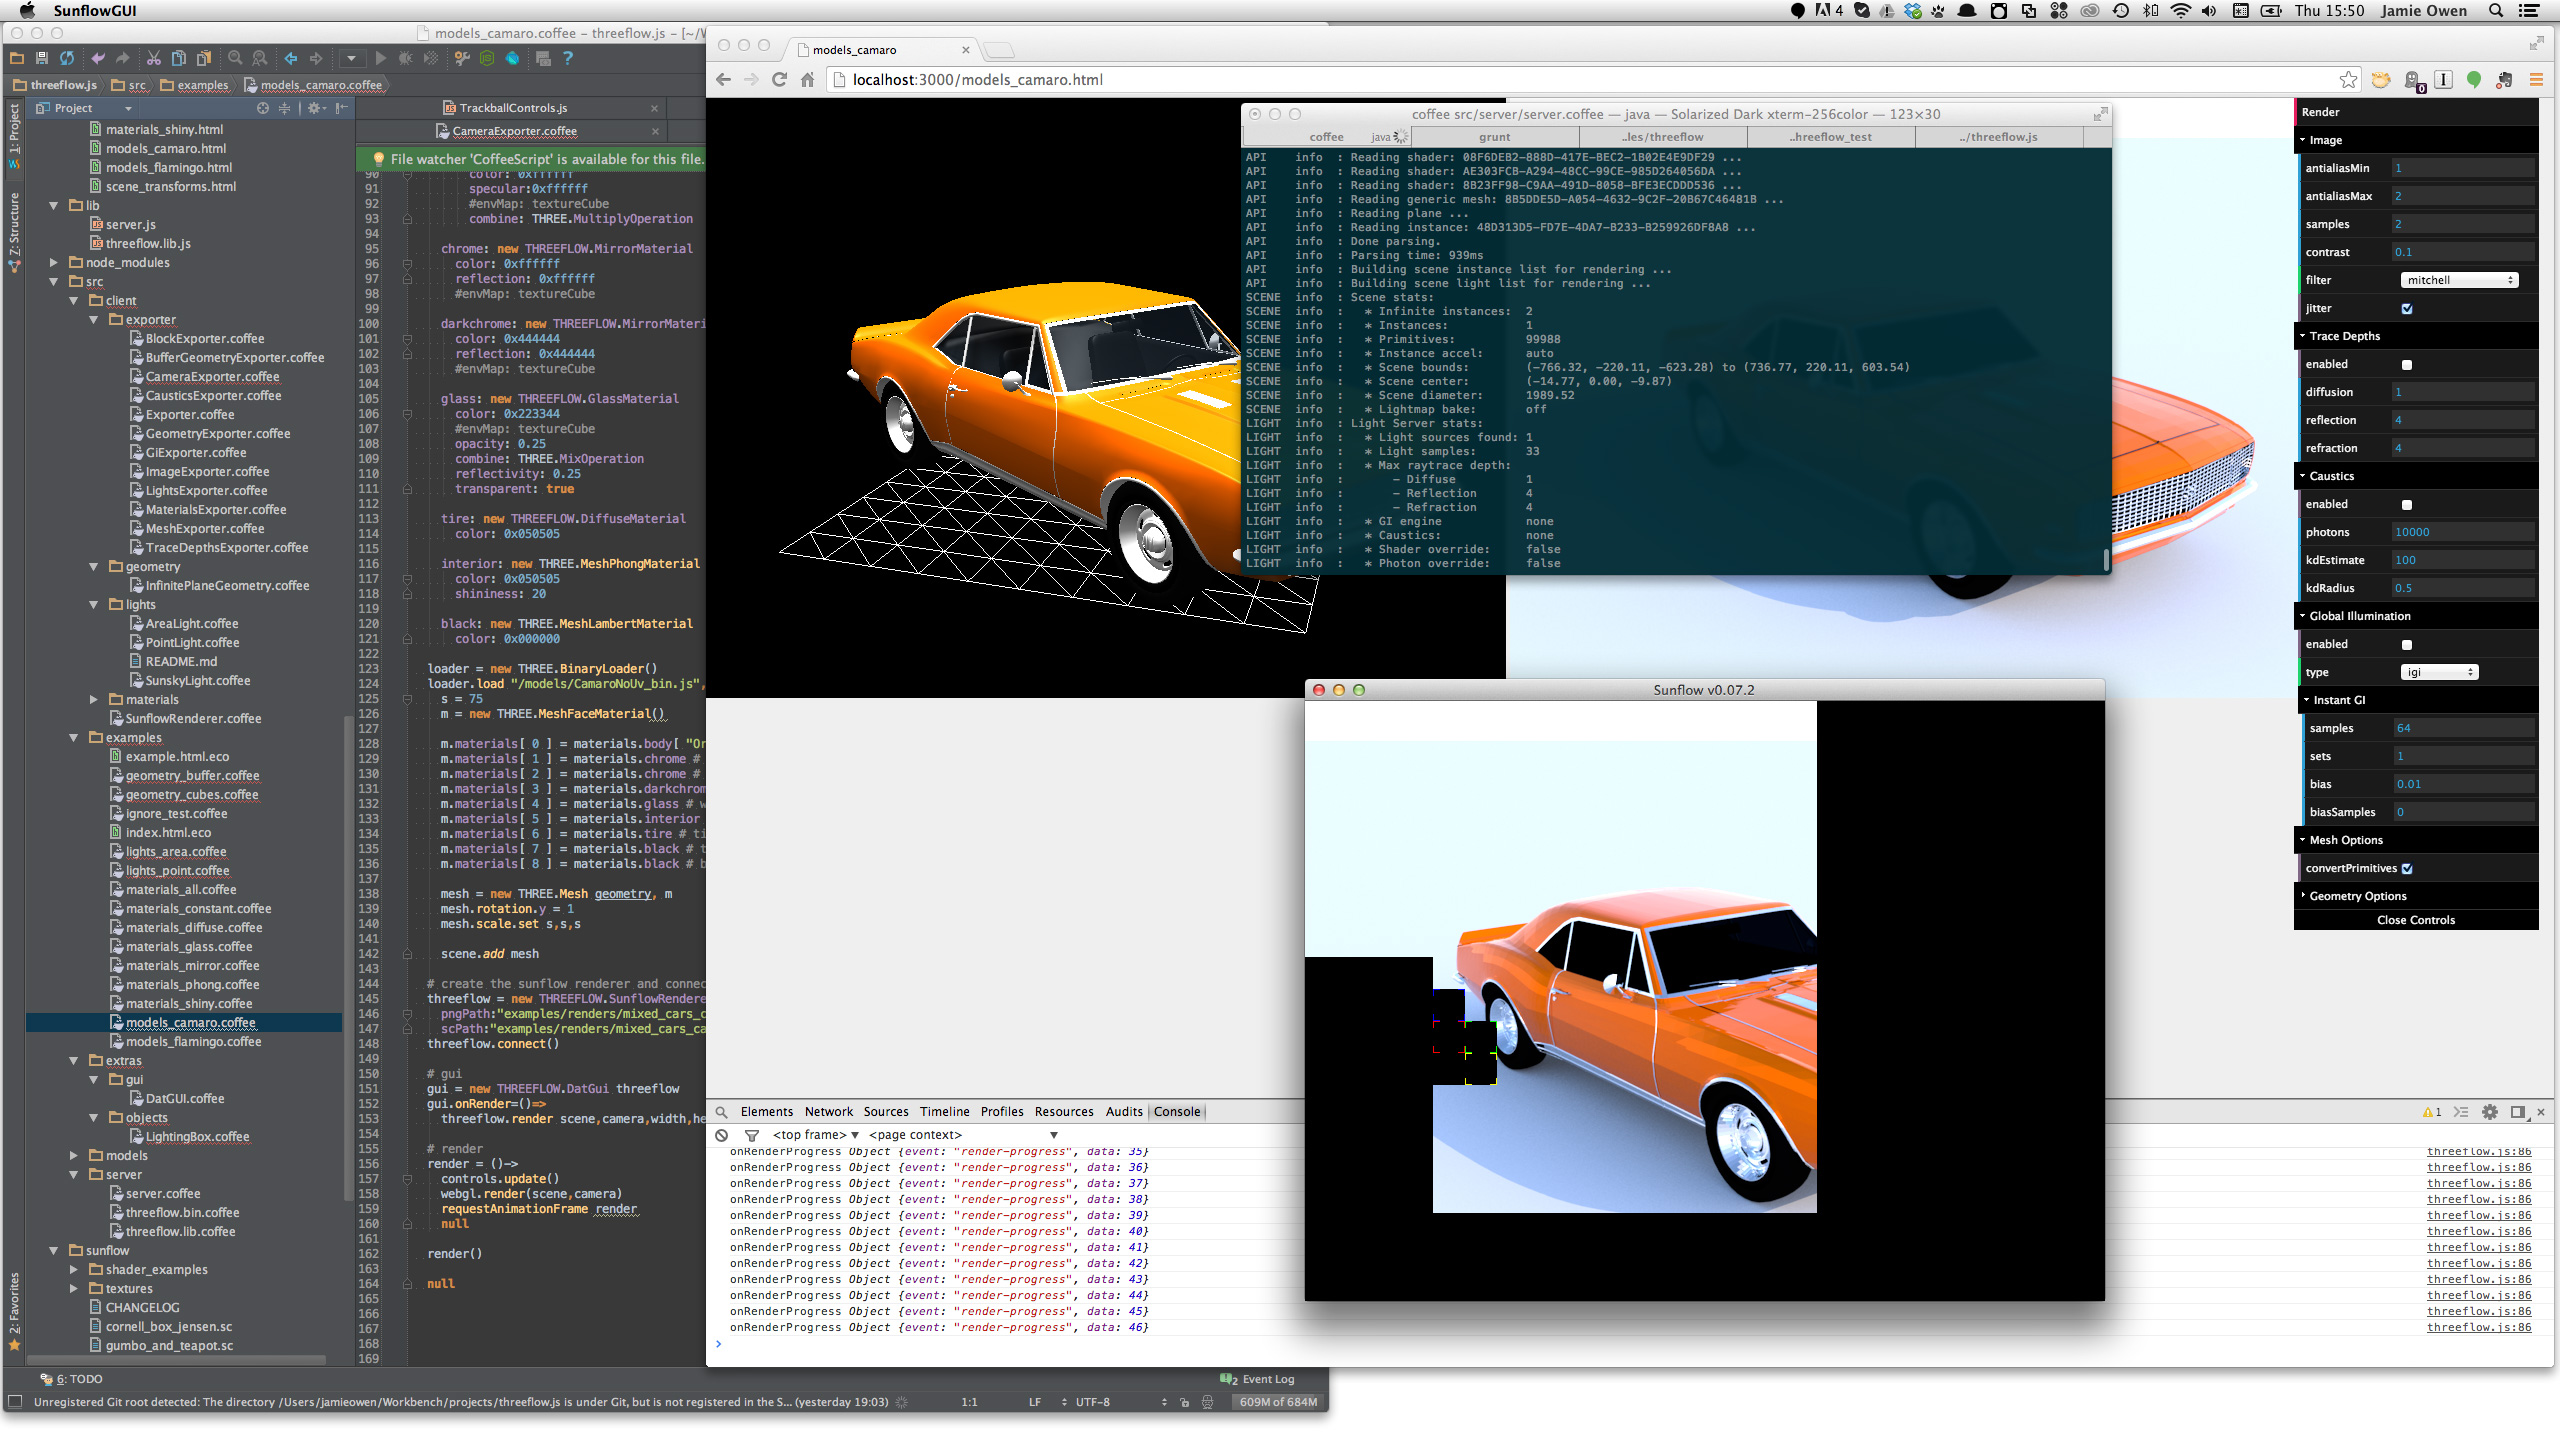 SunflowGUI
4
Thu 15:50
Jamie Owen
models_camaro.coffee – threeflow.js – [~/W
threeflow.js
src
examples
models_camaro.coffee
Project
1: Project
Z: Structure
2: Favorites
materials_shiny.html
models_camaro.html
models_flamingo.html
scene_transforms.html
lib
server.js
threeflow.lib.js
node_modules
src
client
exporter
BlockExporter.coffee
BufferGeometryExporter.coffee
CameraExporter.coffee
CausticsExporter.coffee
Exporter.coffee
GeometryExporter.coffee
GiExporter.coffee
ImageExporter.coffee
LightsExporter.coffee
MaterialsExporter.coffee
MeshExporter.coffee
TraceDepthsExporter.coffee
geometry
InfinitePlaneGeometry.coffee
lights
AreaLight.coffee
PointLight.coffee
README.md
SunskyLight.coffee
materials
SunflowRenderer.coffee
examples
example.html.eco
geometry_buffer.coffee
geometry_cubes.coffee
ignore_test.coffee
index.html.eco
lights_area.coffee
lights_point.coffee
materials_all.coffee
materials_constant.coffee
materials_diffuse.coffee
materials_glass.coffee
materials_mirror.coffee
materials_phong.coffee
materials_shiny.coffee
models_camaro.coffee
models_flamingo.coffee
extras
gui
DatGUI.coffee
objects
LightingBox.coffee
models
server
server.coffee
threeflow.bin.coffee
threeflow.lib.coffee
sunflow
shader_examples
textures
CHANGELOG
cornell_box_jensen.sc
gumbo_and_teapot.sc
TrackballControls.js
CameraExporter.coffee
File watcher 'CoffeeScript' is available for this file.
90 color: 0xffffff
91 specular:0xffffff
92 #envMap: textureCube
93 combine: THREE.MultiplyOperation
94
95 chrome: new THREEFLOW.MirrorMaterial
96 color: 0xffffff
97 reflection: 0xffffff
98 #envMap: textureCube
99
100 darkchrome: new THREEFLOW.MirrorMateri
101 color: 0x444444
102 reflection: 0x444444
103 #envMap: textureCube
104
105 glass: new THREEFLOW.GlassMaterial
106 color: 0x223344
107 #envMap: textureCube
108 opacity: 0.25
109 combine: THREE.MixOperation
110 reflectivity: 0.25
111 transparent: true
112
113 tire: new THREEFLOW.DiffuseMaterial
114 color: 0x050505
115
116 interior: new THREE.MeshPhongMaterial
117 color: 0x050505
118 shininess: 20
119
120 black: new THREE.MeshLambertMaterial
121 color: 0x000000
122
123 loader = new THREE.BinaryLoader()
124 loader.load "/models/CamaroNoUv_bin.js",
125 s = 75
126 m = new THREE.MeshFaceMaterial()
127
128 m.materials[ 0 ] = materials.body[ "Or
129 m.materials[ 1 ] = materials.chrome #
130 m.materials[ 2 ] = materials.chrome #
131 m.materials[ 3 ] = materials.darkchrom
132 m.materials[ 4 ] = materials.glass # w
133 m.materials[ 5 ] = materials.interior
134 m.materials[ 6 ] = materials.tire # ti
135 m.materials[ 7 ] = materials.black # t
136 m.materials[ 8 ] = materials.black # b
137
138 mesh = new THREE.Mesh geometry, m
139 mesh.rotation.y = 1
140 mesh.scale.set s,s,s
141
142 scene.add mesh
143
144 # create the sunflow renderer and connec
145 threeflow = new THREEFLOW.SunflowRendere
146 pngPath:"examples/renders/mixed_cars_c
147 scPath:"examples/renders/mixed_cars_ca
148 threeflow.connect()
149
150 # gui
151 gui = new THREEFLOW.DatGui threeflow
152 gui.onRender=()=>
153 threeflow.render scene,camera,width,he
154
155 # render
156 render = ()->
157 controls.update()
158 webgl.render(scene,camera)
159 requestAnimationFrame render
160 null
161
162 render()
163
164 null
165
166
167
168
169
6: TODO
2 Event Log
Unregistered Git root detected: The directory /Users/jamieowen/Workbench/projects/threeflow.js is under Git, but is not registered in the S... (yesterday 19:03)
1:1
LF
UTF-8
609M of 684M
models_camaro
localhost:3000/models_camaro.html
0
coffee src/server/server.coffee — java — Solarized Dark xterm-256color — 123×30
coffee java
grunt
..les/threeflow
..hreeflow_test
../threeflow.js
API info : Reading shader: 08F6DEB2-888D-417E-BEC2-1B02E4E9DF29 ...
API info : Reading shader: AE303FCB-A294-48CC-99CE-985D264056DA ...
API info : Reading shader: 8B23FF98-C9AA-491D-8058-BFE3ECDDD536 ...
API info : Reading generic mesh: 8B5DDE5D-A054-4632-9C2F-20B67C46481B ...
API info : Reading plane ...
API info : Reading instance: 48D313D5-FD7E-4DA7-B233-B259926DF8A8 ...
API info : Done parsing.
API info : Parsing time: 939ms
API info : Building scene instance list for rendering ...
API info : Building scene light list for rendering ...
SCENE info : Scene stats:
SCENE info : * Infinite instances: 2
SCENE info : * Instances: 1
SCENE info : * Primitives: 99988
SCENE info : * Instance accel: auto
SCENE info : * Scene bounds: (-766.32, -220.11, -623.28) to (736.77, 220.11, 603.54)
SCENE info : * Scene center: (-14.77, 0.00, -9.87)
SCENE info : * Scene diameter: 1989.52
SCENE info : * Lightmap bake: off
LIGHT info : Light Server stats:
LIGHT info : * Light sources found: 1
LIGHT info : * Light samples: 33
LIGHT info : * Max raytrace depth:
LIGHT info : - Diffuse 1
LIGHT info : - Reflection 4
LIGHT info : - Refraction 4
LIGHT info : * GI engine none
LIGHT info : * Caustics: none
LIGHT info : * Shader override: false
LIGHT info : * Photon override: false
Render
Image
antialiasMin 1
antialiasMax 2
samples 2
contrast 0.1
filter mitchell
jitter
Trace Depths
enabled
diffusion 1
reflection 4
refraction 4
Caustics
enabled
photons 10000
kdEstimate 100
kdRadius 0.5
Global Illumination
enabled
type igi
Instant GI
samples 64
sets 1
bias 0.01
biasSamples 0
Mesh Options
convertPrimitives
Geometry Options
Close Controls
Sunflow v0.07.2
Elements Network Sources Timeline Profiles Resources Audits Console
1
<top frame> <page context>
onRenderProgress Object {event: "render-progress", data: 35} threeflow.js:86
onRenderProgress Object {event: "render-progress", data: 36} threeflow.js:86
onRenderProgress Object {event: "render-progress", data: 37} threeflow.js:86
onRenderProgress Object {event: "render-progress", data: 38} threeflow.js:86
onRenderProgress Object {event: "render-progress", data: 39} threeflow.js:86
onRenderProgress Object {event: "render-progress", data: 40} threeflow.js:86
onRenderProgress Object {event: "render-progress", data: 41} threeflow.js:86
onRenderProgress Object {event: "render-progress", data: 42} threeflow.js:86
onRenderProgress Object {event: "render-progress", data: 43} threeflow.js:86
onRenderProgress Object {event: "render-progress", data: 44} threeflow.js:86
onRenderProgress Object {event: "render-progress", data: 45} threeflow.js:86
onRenderProgress Object {event: "render-progress", data: 46} threeflow.js:86